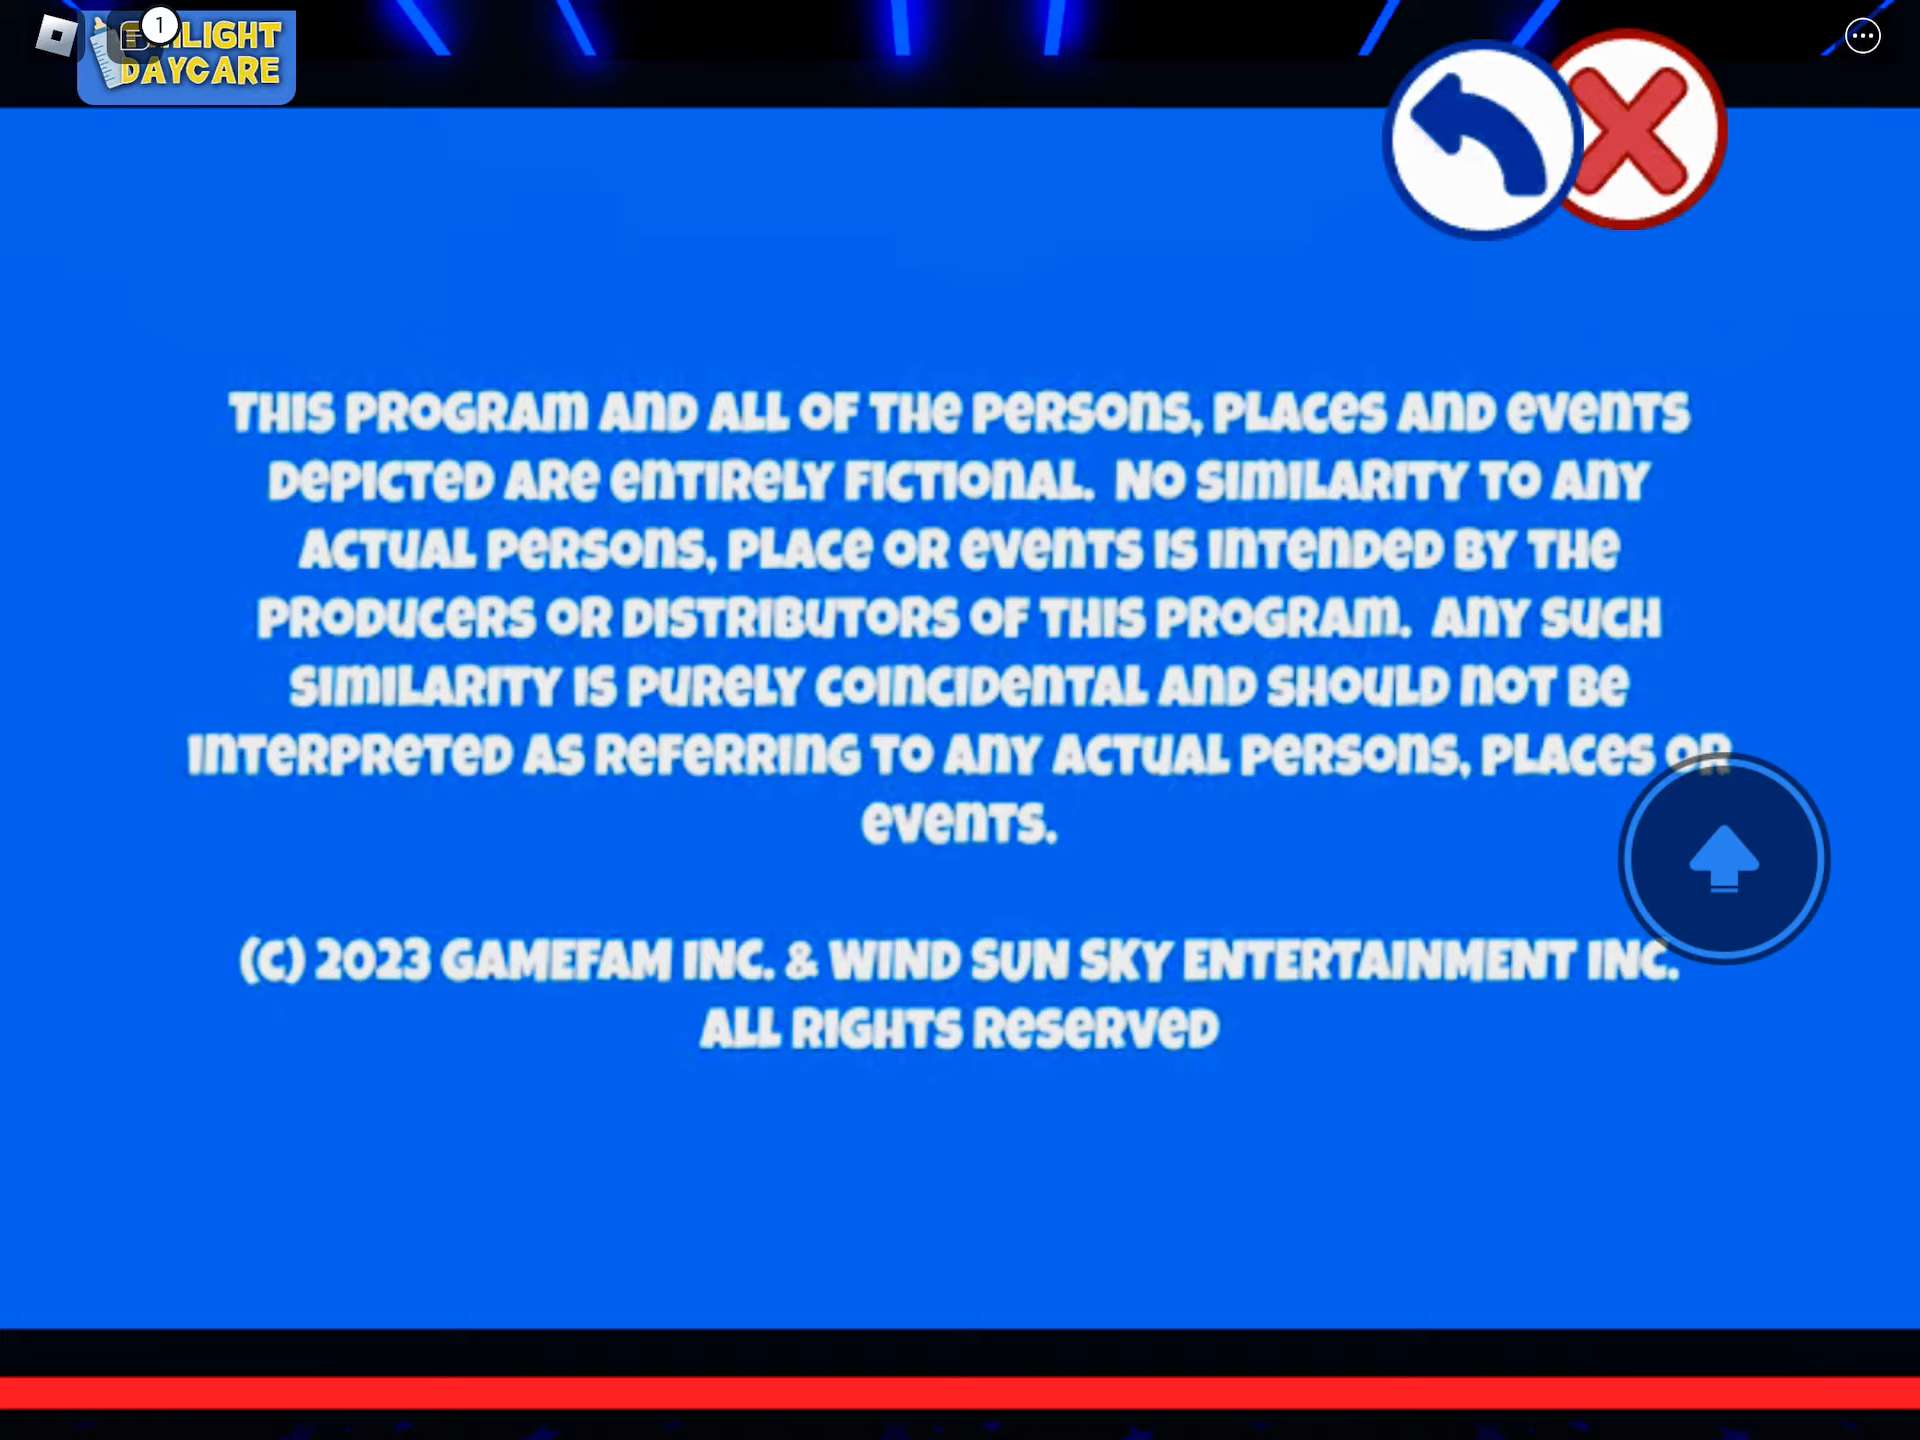 1
DAYCARE
THIS PROGRAM AND ALL OF THE PERSONS, PLACES AND EVENTS
DEPICTED ARE ENTIRELY FICTIONAL. NO SIMILARITY TO ANY
ACTUAL PERSONS, PLACE OR EVENTS IS INTENDED BY THE
PRODUCERS OR DISTRIBUTORS OF THIS PROGRAM. ANY SUCH
SIMILARITY IS PURELY COINCIDENTAL AND SHOULD NOT BE
INTERPRETED AS REFERRING TO ANY ACTUAL PERSONS, PLACES OR
EVENTS.
(C) 2023 GAMEFAM INC. & WIND SUN SKY ENTERTAINMENT INC.
ALL RIGHTS RESERVED